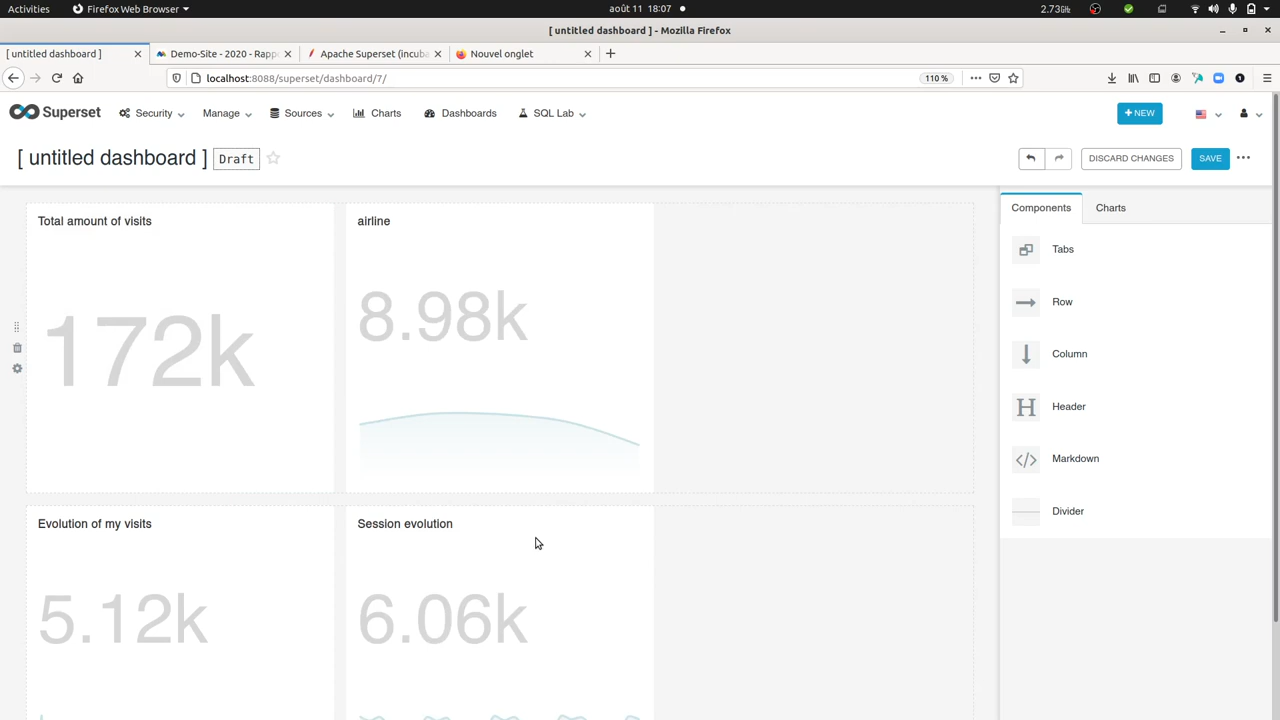 Activities Firefox Web Browser août 11 18:07 2.73GHz
[ untitled dashboard ] - Mozilla Firefox
[ untitled dashboard ] Demo-Site - 2020 - Rappo Apache Superset (incuba Nouvel onglet
localhost:8088/superset/dashboard/7/ 110 %
Superset Security Manage Sources Charts Dashboards SQL Lab + NEW
[ untitled dashboard ] Draft DISCARD CHANGES SAVE
Components Charts
Total amount of visits airline
Tabs
172k 8.98k
Row
Column
Header
Markdown
Divider
Evolution of my visits Session evolution
5.12k 6.06k